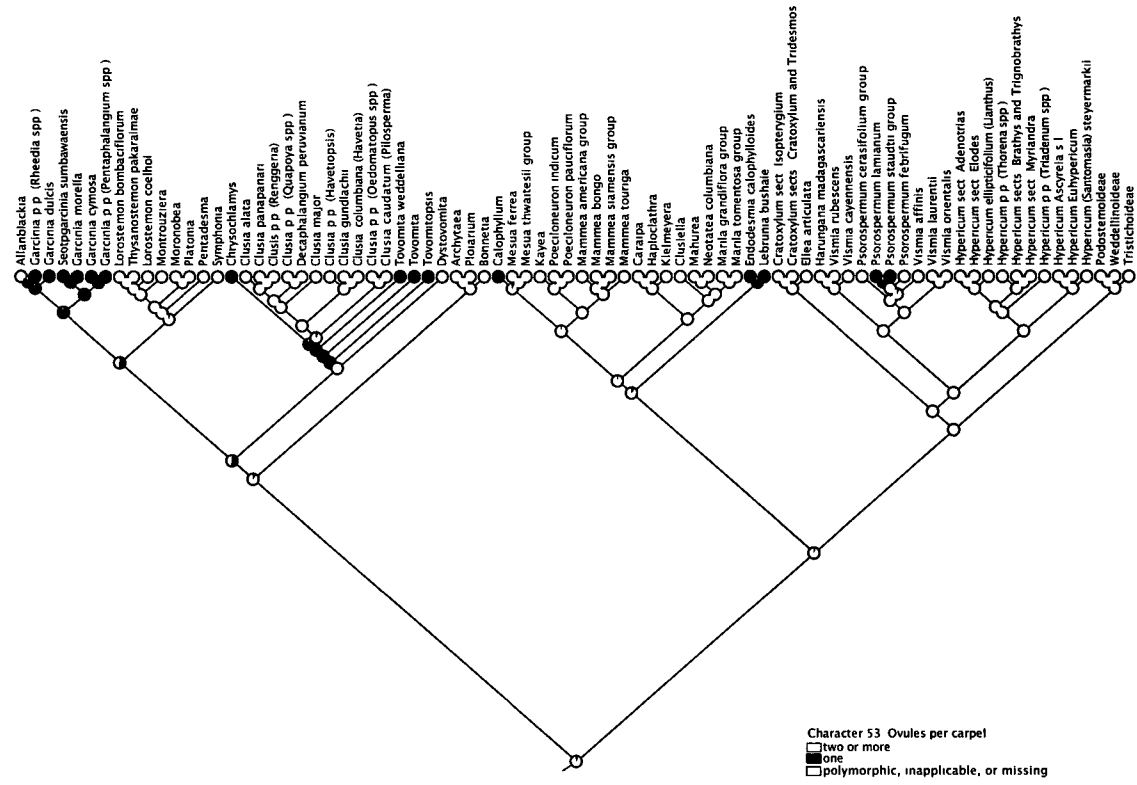 Allanblackia
Garcinia p p (Rheedia spp )
Garcinia dulcis
Seotpgarcinia sumbawaensis
Garcinia morella
Garcinia cymosa
Garcinia p p (Pentaphalangium spp )
Lorostemon bombaciflorum
Thysanostemon pakaraimae
Lorostemon coelhoi
Montrouziera
Moronobea
Platonia
Pentadesma
Symphonia
Chrysochlamys
Clusia alata
Clusia panapanari
Clusis p p (Renggeria)
Clusia p p (Quapoya spp )
Decaphalangium peruvianum
Clusia major
Clusia p p (Havetiopsis)
Clusia gundlachii
Clusia columbiana (Havetia)
Clusia p p (Oedomatopus spp )
Clusia caudatum (Pilosperma)
Tovomita weddeliana
Tovomita
Tovomitopsis
Dystovomita
Archytaea
Ploiarium
Bonnetia
Calophyllum
Mesua ferrea
Mesua thwaitesii group
Kayea
Poeciloneuron indicum
Poeciloneuron pauciflorum
Mammea americana group
Mammea bongo
Mammea siamensis group
Mammea touriga
Caraipa
Haploclathra
Kielmeyera
Clusiella
Mahurea
Neotatea columbiana
Marila grandiflora group
Marila tomentosa group
Endodesmia calophylloides
Lebrunia bushaie
Cratoxylum sect Isopterygium
Cratoxylum sects Cratoxylum and Tridesmos
Eliea articulata
Harungana madagascariensis
Vismia rubescens
Vismia cayennensis
Psorospermum cerasifolium group
Psorospermum lamianum
Psorospermum staudtii group
Psorospermum febrifugum
Vismia affinis
Vismia laurentii
Vismia orientalis
Hypericum sect Adenotrias
Hypericum sect Elodes
Hypericum ellipticifolium (Lianthus)
Hypericum p p (Thorena spp )
Hypericum sects Brathys and Trignobrathys
Hypericum sect Myriandra
Hypericum p p (Triadenum spp )
Hypericum Ascyreia s l
Hypericum Euhypericum
Hypericum (Santomasia) steyermarkii
Podostemoideae
Weddellinoideae
Tristichoideae
Character 53 Ovules per carpel
two or more
one
polymorphic, inapplicable, or missing